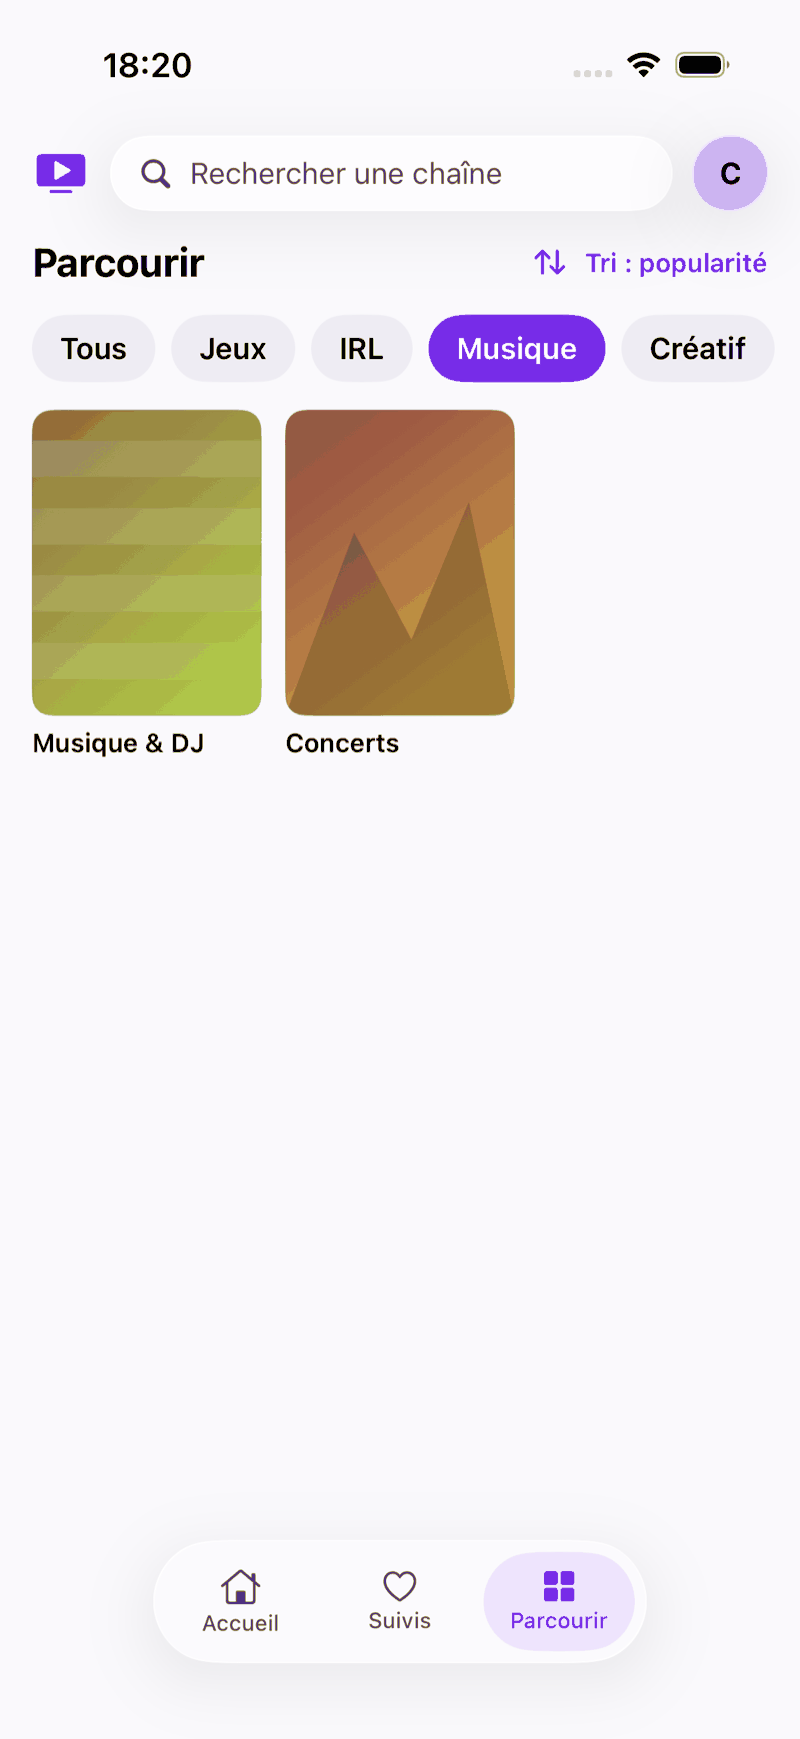 18:20
Rechercher une chaîne
C
Parcourir
Tri : popularité
Tous
Jeux
IRL
Musique
Créatif
Musique & DJ
Concerts
Accueil
Suivis
Parcourir